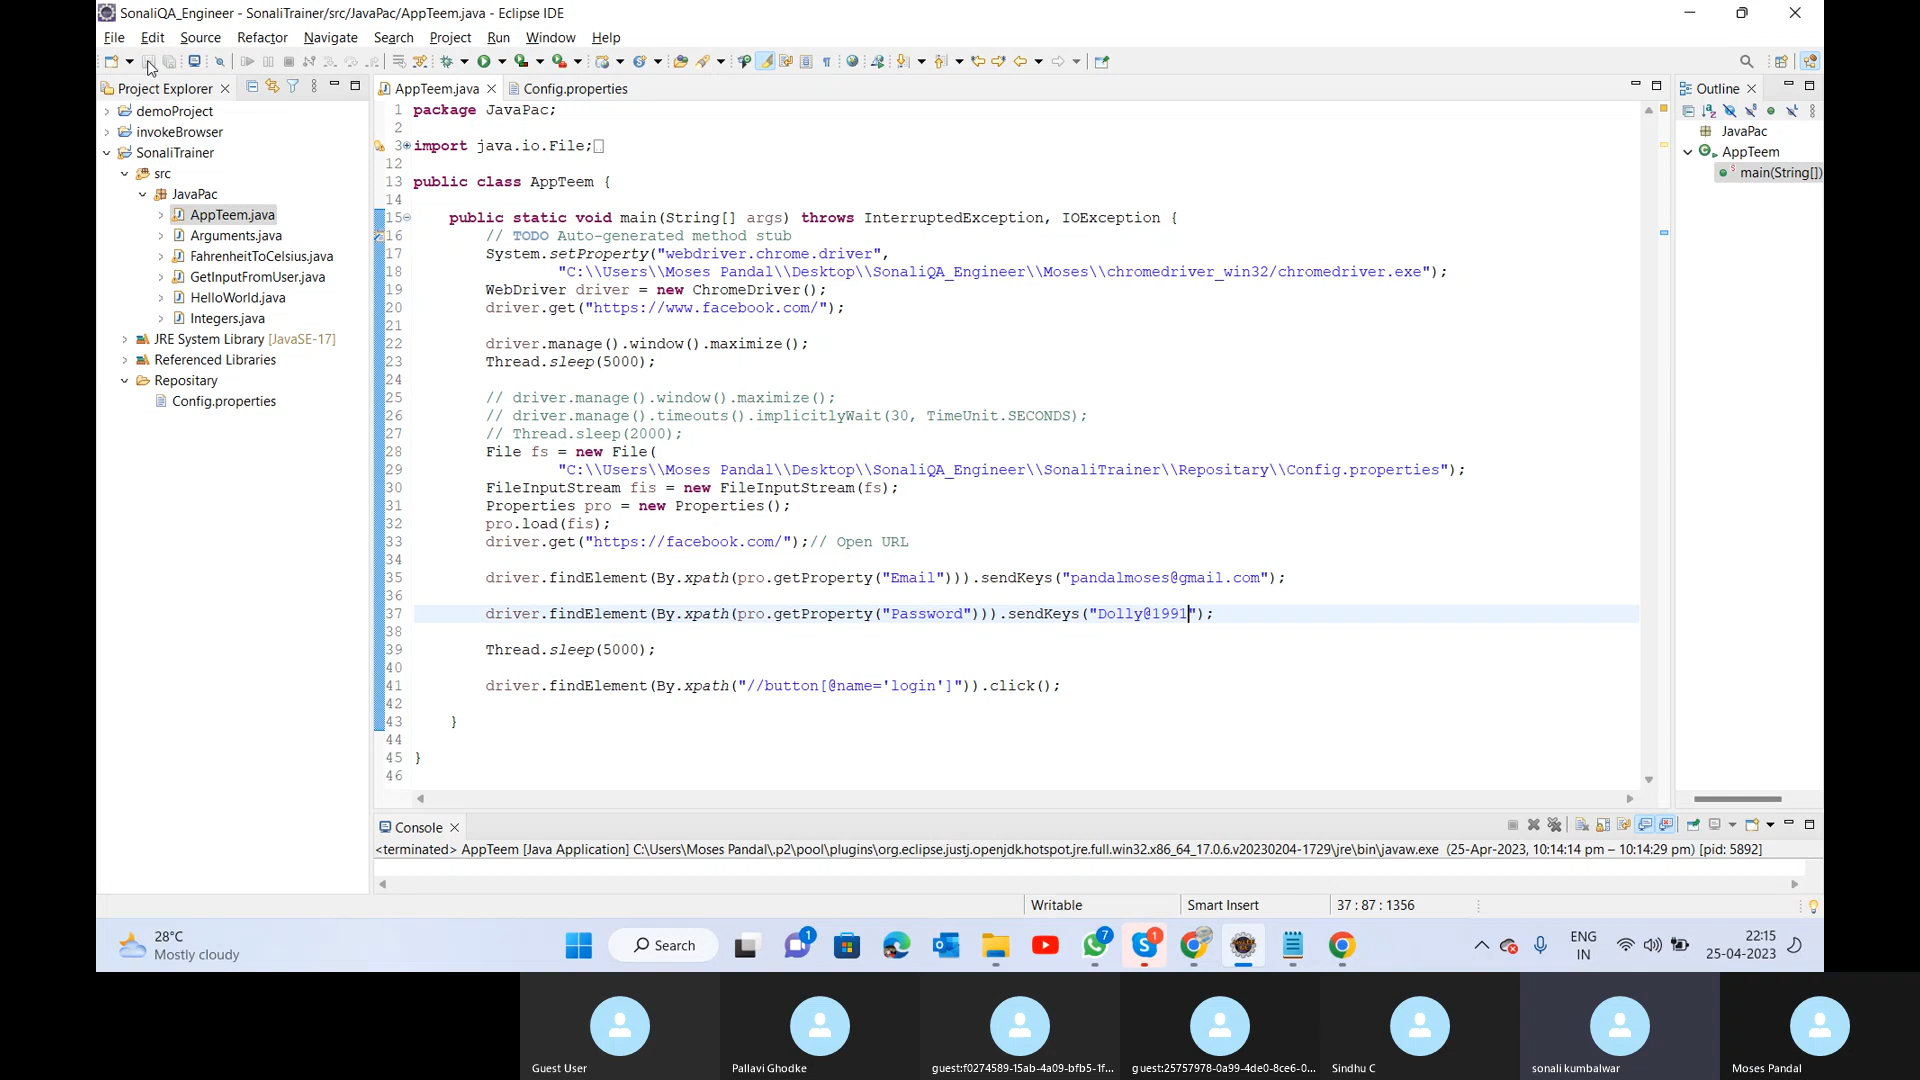 SonaliQA_Engineer - SonaliTrainer/src/JavaPac/AppTeem.java - Eclipse IDE
File Edit Source Refactor Navigate Search Project Run Window Help
Project Explorer
demoProject
invokeBrowser
SonaliTrainer
src
JavaPac
AppTeem.java
Arguments.java
FahrenheitToCelsius.java
GetInputFromUser.java
HelloWorld.java
Integers.java
JRE System Library [JavaSE-17]
Referenced Libraries
Repositary
Config.properties
AppTeem.java Config.properties
1 package JavaPac;
2
3 import java.io.File;
12
13 public class AppTeem {
14
15 public static void main(String[] args) throws InterruptedException, IOException {
16 // TODO Auto-generated method stub
17 System.setProperty("webdriver.chrome.driver",
18 "C:\\Users\\Moses Pandal\\Desktop\\SonaliQA_Engineer\\Moses\\chromedriver_win32/chromedriver.exe");
19 WebDriver driver = new ChromeDriver();
20 driver.get("https://www.facebook.com/");
21
22 driver.manage().window().maximize();
23 Thread.sleep(5000);
24
25 // driver.manage().window().maximize();
26 // driver.manage().timeouts().implicitlyWait(30, TimeUnit.SECONDS);
27 // Thread.sleep(2000);
28 File fs = new File(
29 "C:\\Users\\Moses Pandal\\Desktop\\SonaliQA_Engineer\\SonaliTrainer\\Repositary\\Config.properties");
30 FileInputStream fis = new FileInputStream(fs);
31 Properties pro = new Properties();
32 pro.load(fis);
33 driver.get("https://facebook.com/");// Open URL
34
35 driver.findElement(By.xpath(pro.getProperty("Email"))).sendKeys("pandalmoses@gmail.com");
36
37 driver.findElement(By.xpath(pro.getProperty("Password"))).sendKeys("Dolly@1991");
38
39 Thread.sleep(5000);
40
41 driver.findElement(By.xpath("//button[@name='login']")).click();
42
43 }
44
45 }
46
Outline
JavaPac
AppTeem
main(String[])
Console
<terminated> AppTeem [Java Application] C:\Users\Moses Pandal\.p2\pool\plugins\org.eclipse.justj.openjdk.hotspot.jre.full.win32.x86_64_17.0.6.v20230204-1729\jre\bin\javaw.exe (25-Apr-2023, 10:14:14 pm – 10:14:29 pm) [pid: 5892]
Writable Smart Insert 37 : 87 : 1356
28°C
Mostly cloudy
Search
1
7
1
ENG
IN
22:15
25-04-2023
Guest User
Pallavi Ghodke
guest:f0274589-15ab-4a09-bfb5-1f...
guest:25757978-0a99-4de0-8ce6-0...
Sindhu C
sonali kumbalwar
Moses Pandal